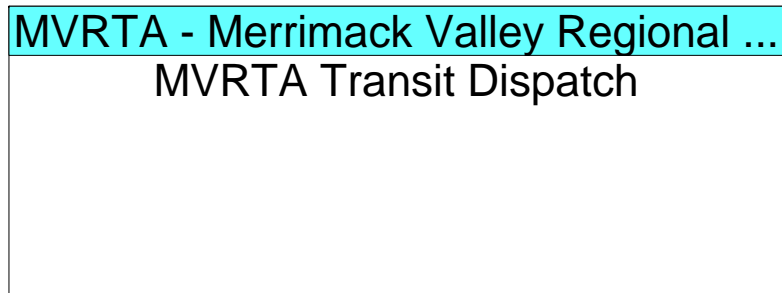 MVRTA - Merrimack Valley Regional ...
MVRTA Transit Dispatch